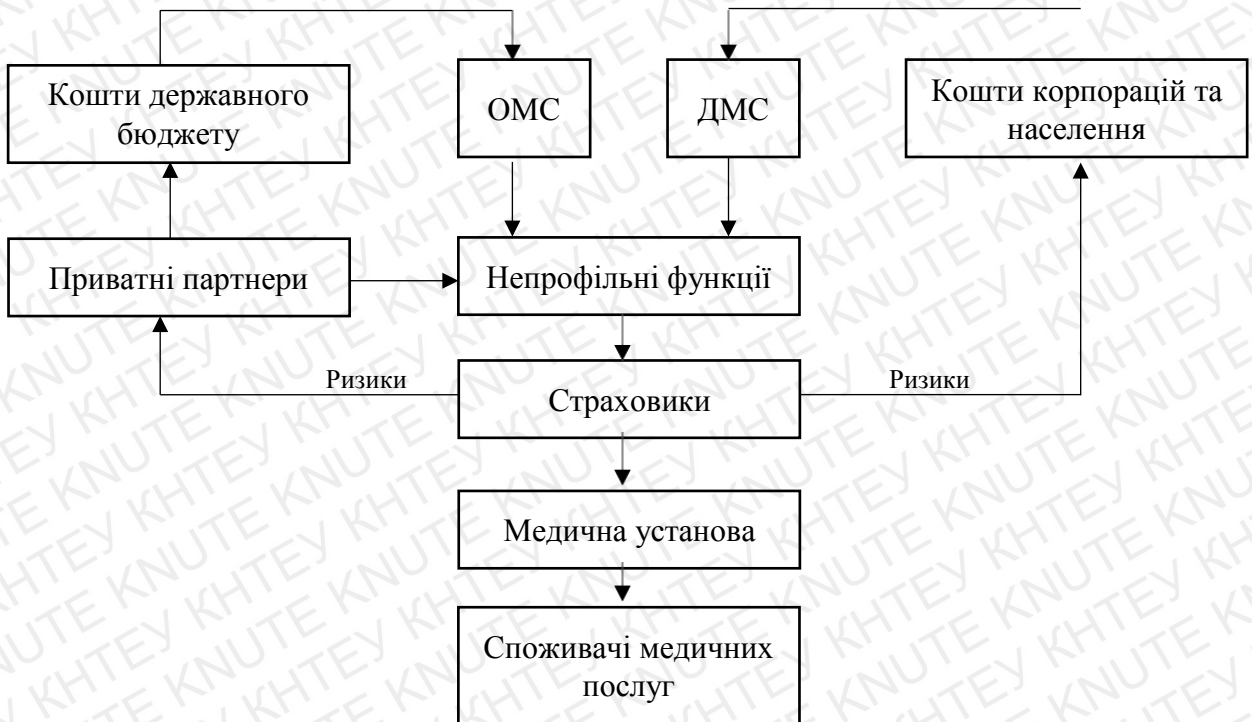 Кошти державного
бюджету
ОМС
ДМС
Кошти корпорацій та
населення
Приватні партнери
Непрофільні функції
Ризики
Страховики
Ризики
Медична установа
Споживачі медичних
послуг